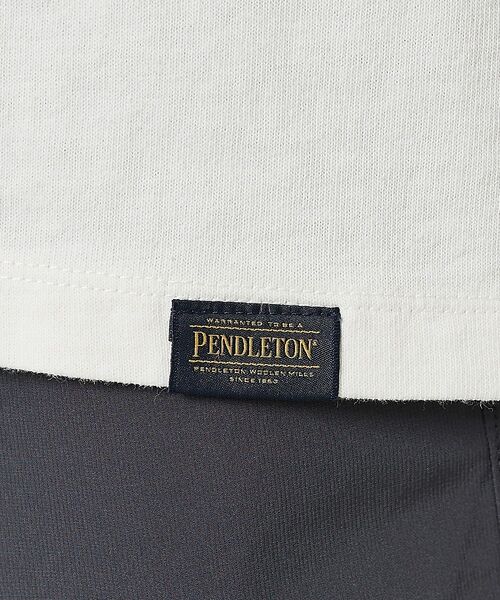 WARRANTED TO BE A
PENDLETON®
PENDLETON WOOLEN MILLS
SINCE 1863